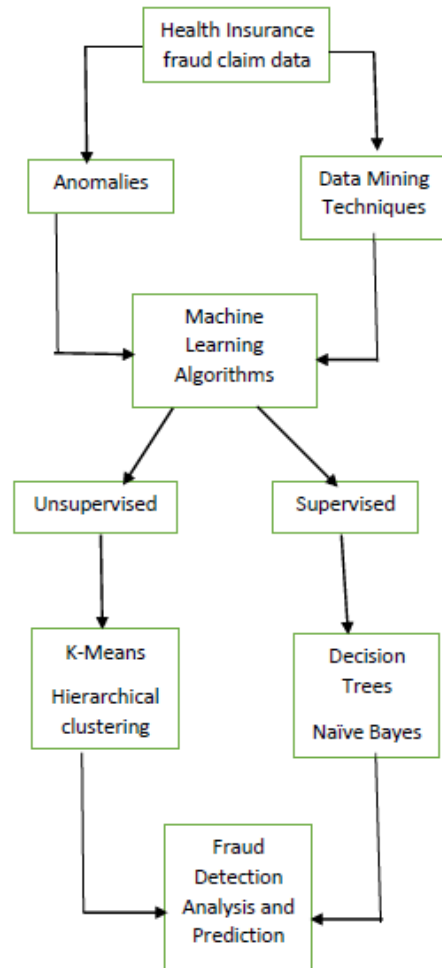 Health Insurance
fraud claim data
Anomalies
Data Mining
Techniques
Machine
Learning
Algorithms
Unsupervised
Supervised
K-Means
Hierarchical
clustering
Decision
Trees
Naïve Bayes
Fraud
Detection
Analysis and
Prediction